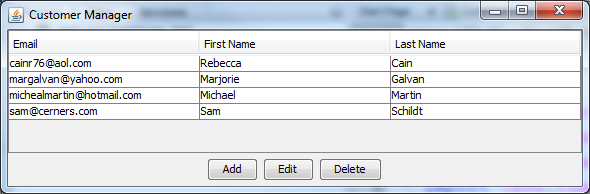 Customer Manager
Email First Name Last Name
cainr76@aol.com Rebecca Cain
margalvan@yahoo.com Marjorie Galvan
michealmartin@hotmail.com Michael Martin
sam@cerners.com Sam Schildt
Add Edit Delete